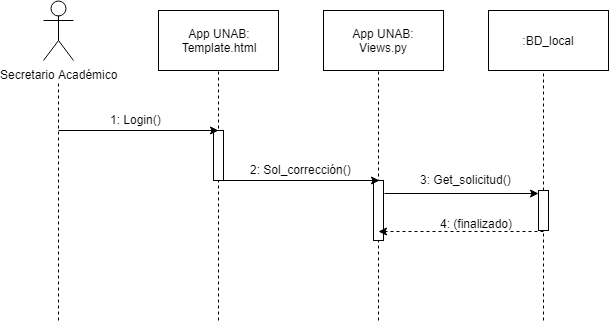 App UNAB:
Template.html
App UNAB:
Views.py
:BD_local
Secretario Académico
1: Login()
2: Sol_corrección()
3: Get_solicitud()
4: (finalizado)